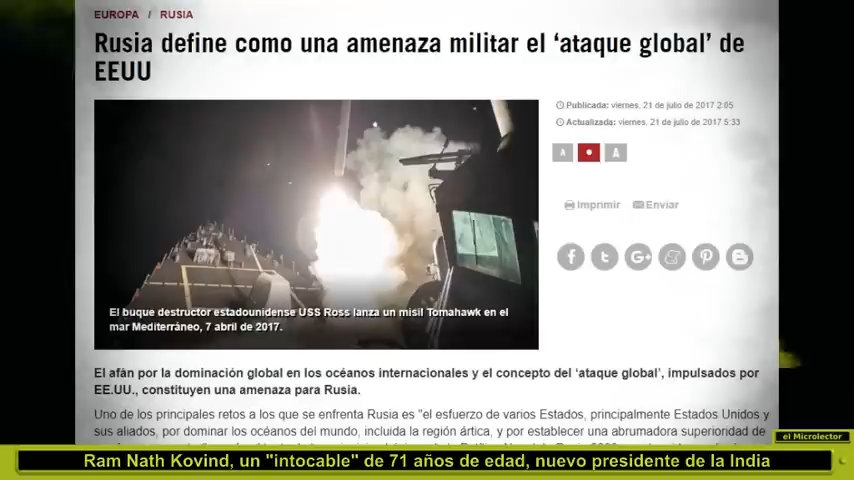 EUROPA / RUSIA
Rusia define como una amenaza militar el ‘ataque global’ de
EEUU
Publicada: viernes, 21 de julio de 2017 2:05
Actualizada: viernes, 21 de julio de 2017 5:33
A A
Imprimir Enviar
El buque destructor estadounidense USS Ross lanza un misil Tomahawk en el
mar Mediterráneo, 7 abril de 2017.
El afán por la dominación global en los océanos internacionales y el concepto del ‘ataque global’, impulsados por
EE.UU., constituyen una amenaza para Rusia.
Uno de los principales retos a los que se enfrenta Rusia es "el esfuerzo de varios Estados, principalmente Estados Unidos y
sus aliados, por dominar los océanos del mundo, incluida la región ártica, y por establecer una abrumadora superioridad de
el Microlector
Ram Nath Kovind, un "intocable" de 71 años de edad, nuevo presidente de la India